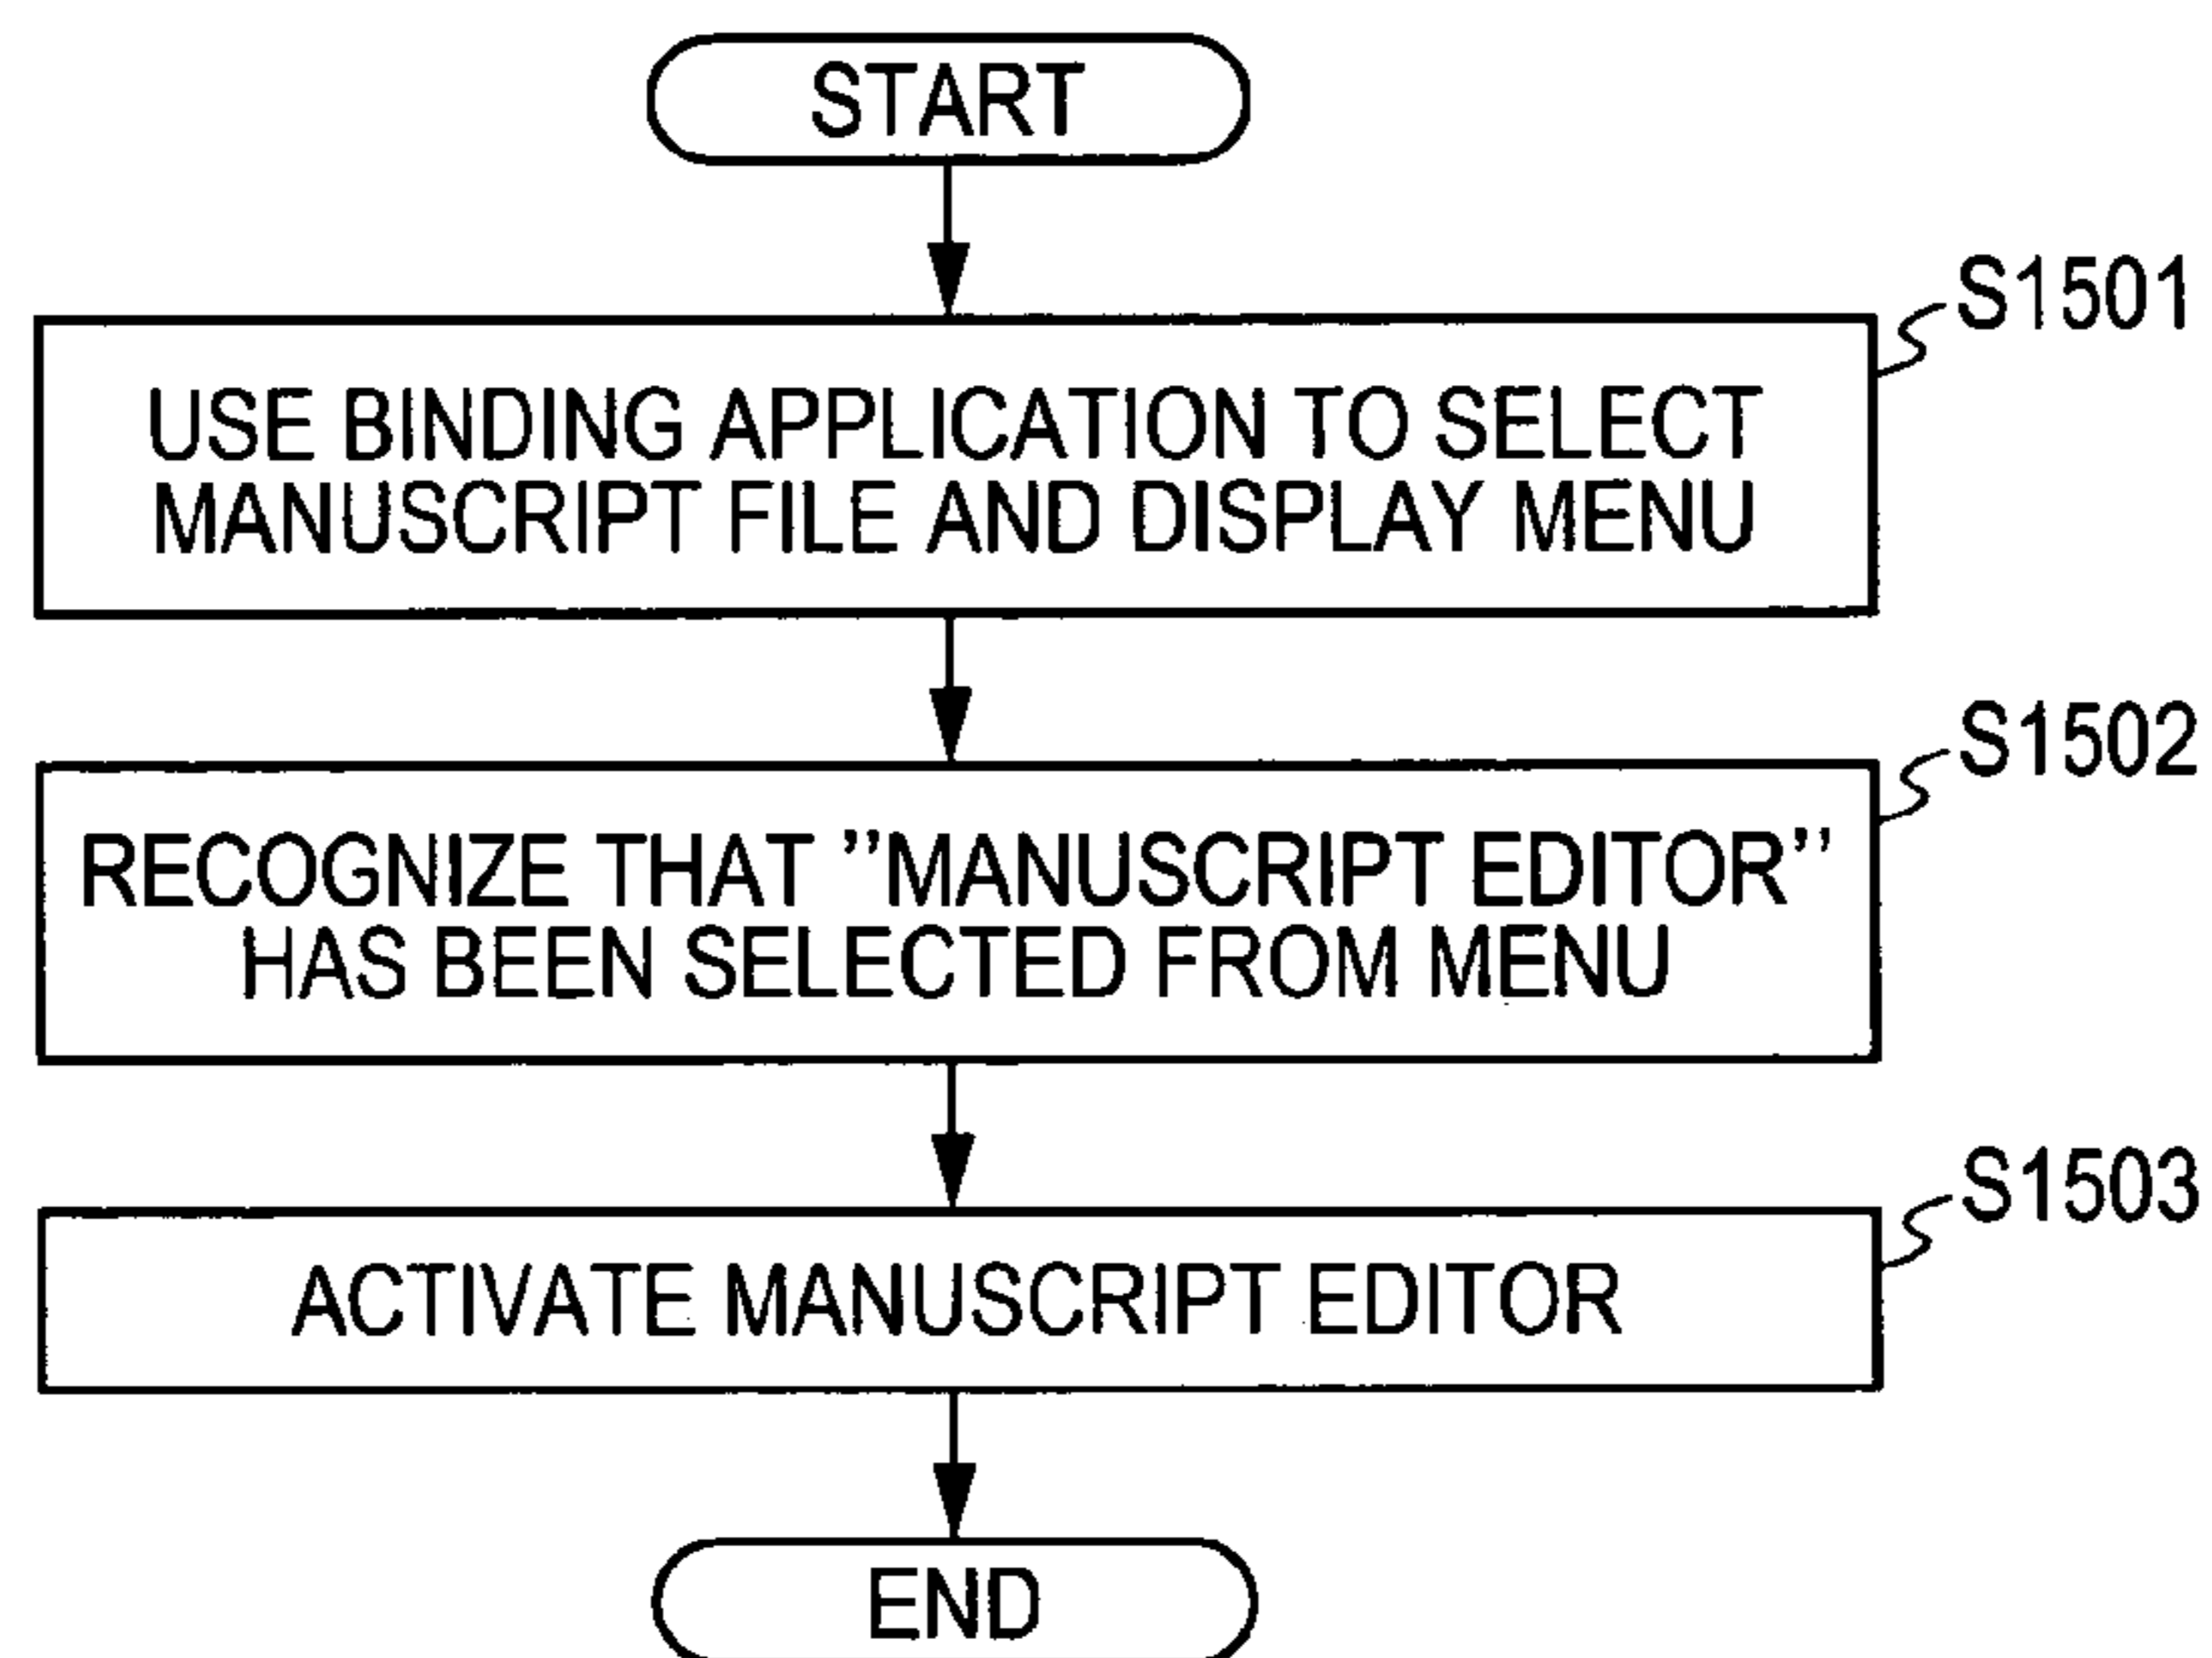 START
S1501
USE BINDING APPLICATION TO SELECT
MANUSCRIPT FILE AND DISPLAY MENU
S1502
RECOGNIZE THAT "MANUSCRIPT EDITOR"
HAS BEEN SELECTED FROM MENU
S1503
ACTIVATE MANUSCRIPT EDITOR
END